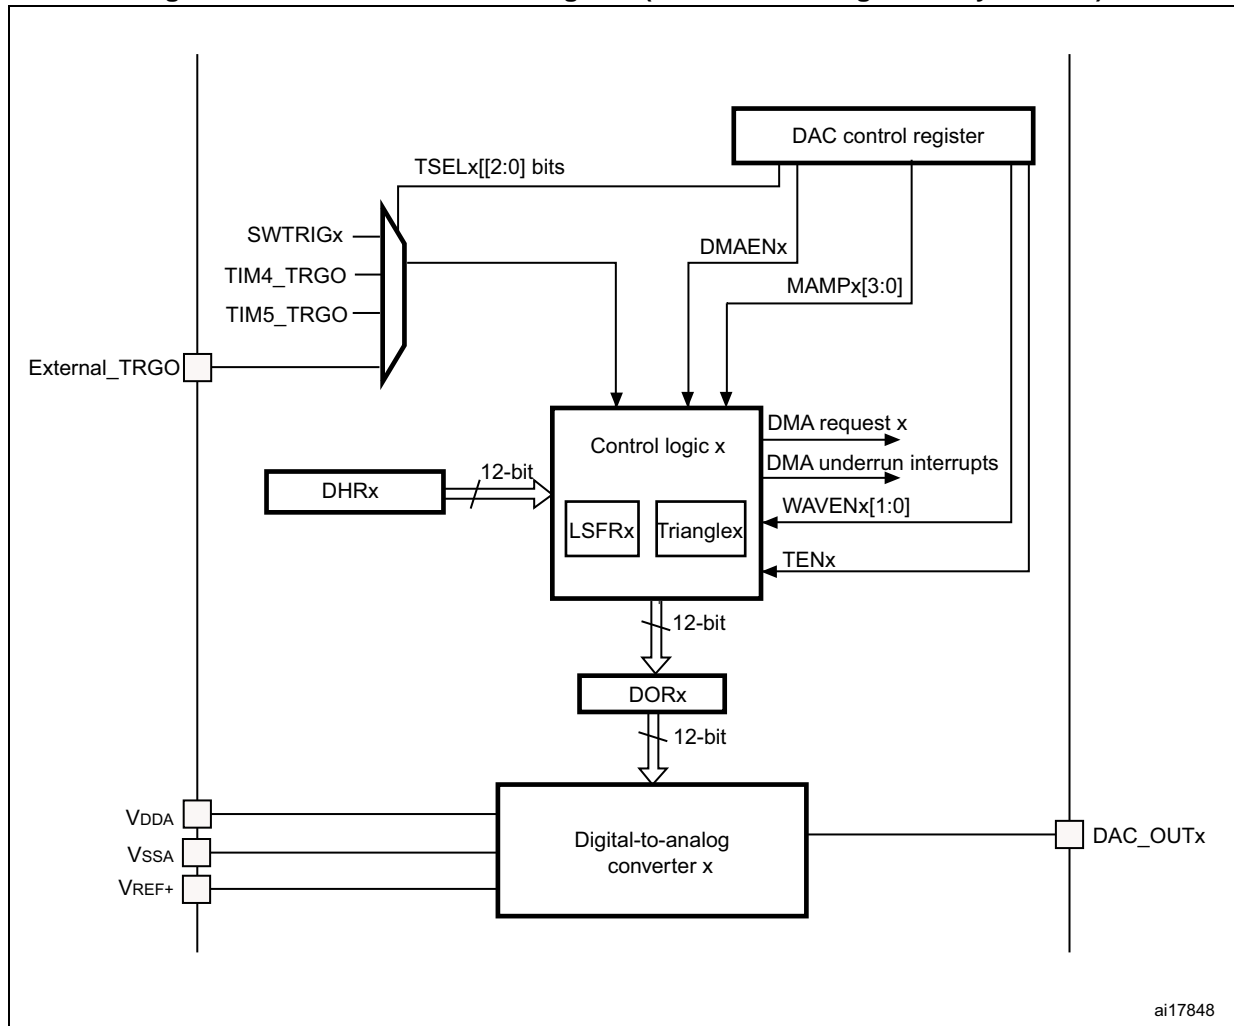 DAC control register
TSELx[[2:0] bits
SWTRIGx
TIM4_TRGO
TIM5_TRGO
External_TRGO
DMAENx
MAMPx[3:0]
Control logic x
DMA request x
DMA underrun interrupts
WAVENx[1:0]
TENx
DHRx
12-bit
LSFRx
Trianglex
12-bit
DORx
12-bit
VDDA
VSSA
VREF+
Digital-to-analog
converter x
DAC_OUTx
ai17848